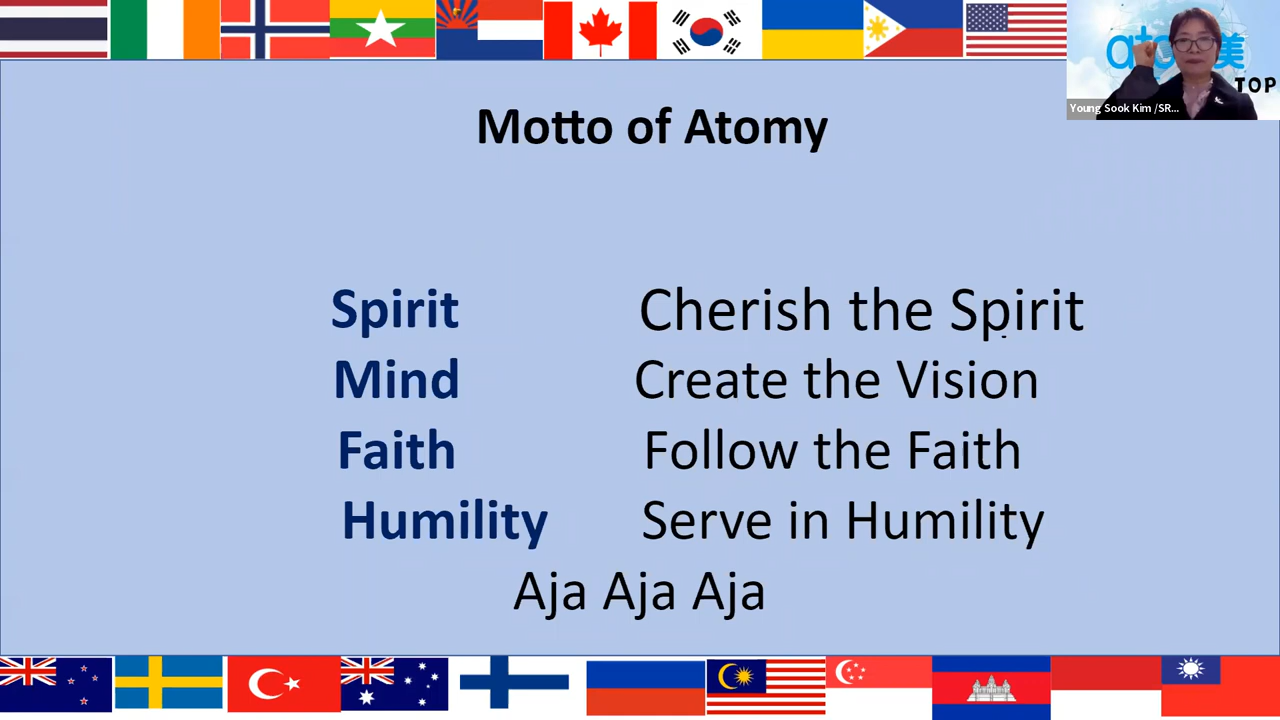 Motto of Atomy
Spirit Cherish the Spirit
Mind Create the Vision
Faith Follow the Faith
Humility Serve in Humility
Aja Aja Aja
美
TOP
Young Sook Kim /SR...